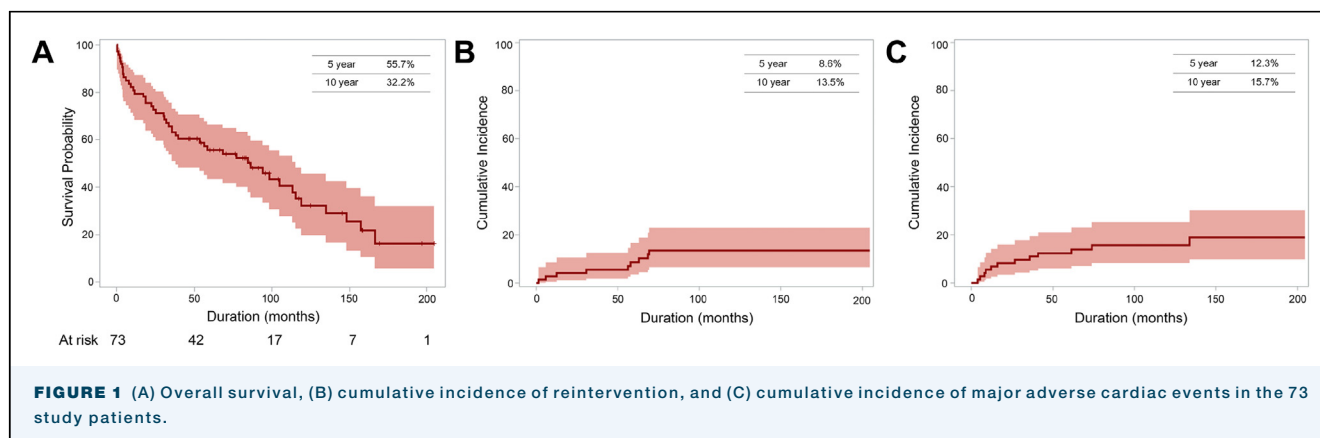 A
Survival Probability
100
80
60
40
20
0
5 year 55.7%
10 year 32.2%
0 50 100 150 200
Duration (months)
At risk 73 42 17 7 1
B
Cumulative Incidence
100
80
60
40
20
0
5 year 8.6%
10 year 13.5%
0 50 100 150 200
Duration (months)
C
Cumulative Incidence
100
80
60
40
20
0
5 year 12.3%
10 year 15.7%
0 50 100 150 200
Duration (months)
FIGURE 1 (A) Overall survival, (B) cumulative incidence of reintervention, and (C) cumulative incidence of major adverse cardiac events in the 73
study patients.